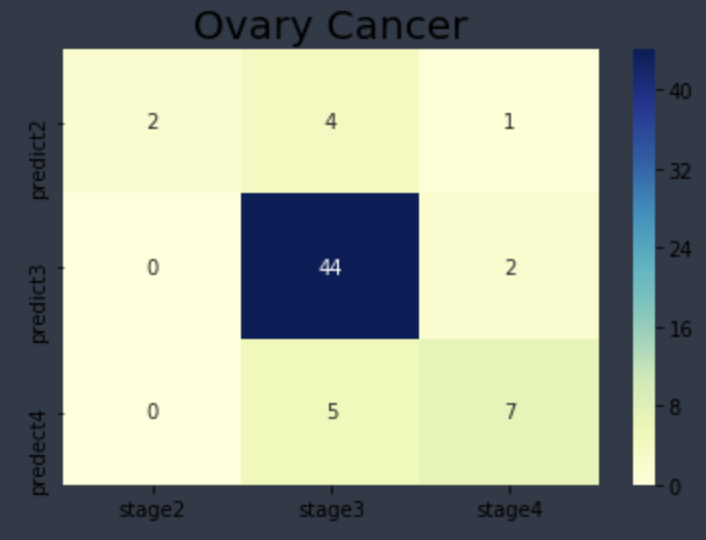 Ovary Cancer
predict2
2 4 1
predict3
0 44 2
predect4
0 5 7
stage2 stage3 stage4
40
32
24
16
8
0